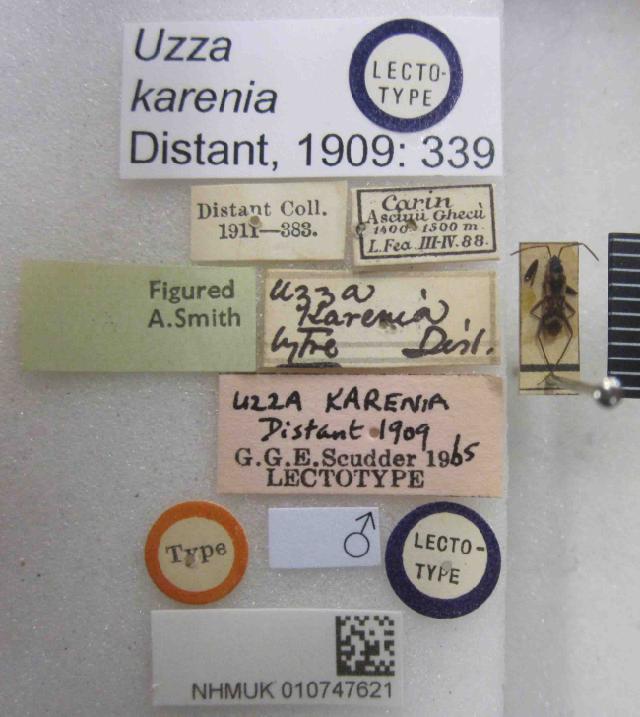 Uzza
karenia
Distant, 1909: 339
LECTO-
TYPE
Distant Coll.
1911—383.
Carin
Asciuii Ghecù
1400-1500 m.
L. Fea III-IV. 88.
Figured
A.Smith
Uzza
Karenia
type Dist.
UZZA KARENIA
Distant 1909
G.G.E.Scudder 1965
LECTOTYPE
Type
♂
LECTO-
TYPE
NHMUK 010747621